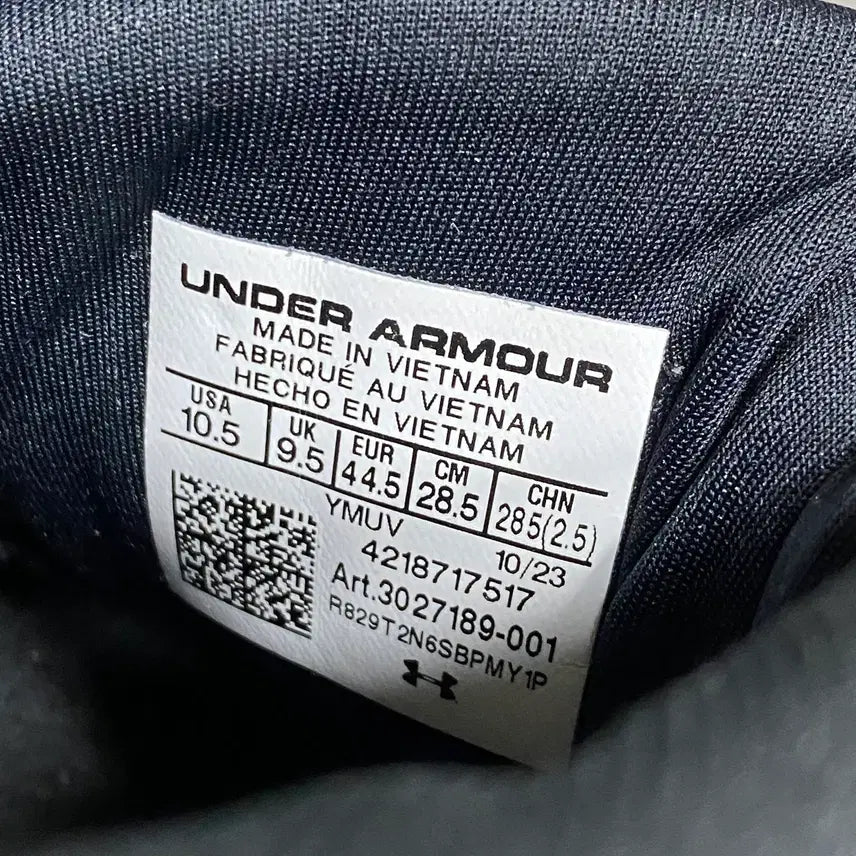 UNDER ARMOUR
MADE IN VIETNAM
FABRIQUÉ AU VIETNAM
HECHO EN VIETNAM
USA UK EUR CM CHN
10.5 9.5 44.5 28.5 285(2.5)
YMUV 10/23
4218717517
Art.3027189-001
R829T2N6SBPMY1P